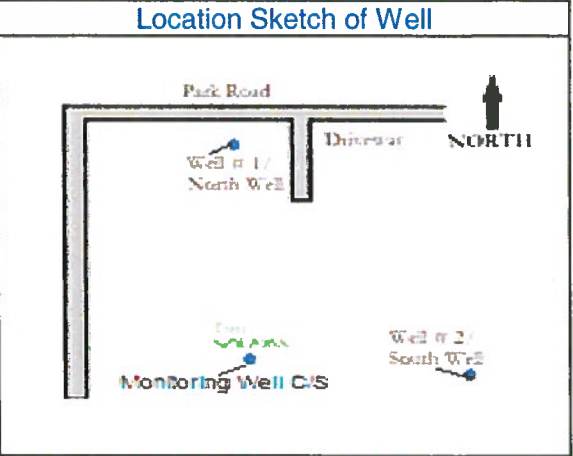 Location Sketch of Well
Park Road
Driveway
NORTH
Well # 1/
North Well
Well # 2/
South Well
Monitoring Well C/S